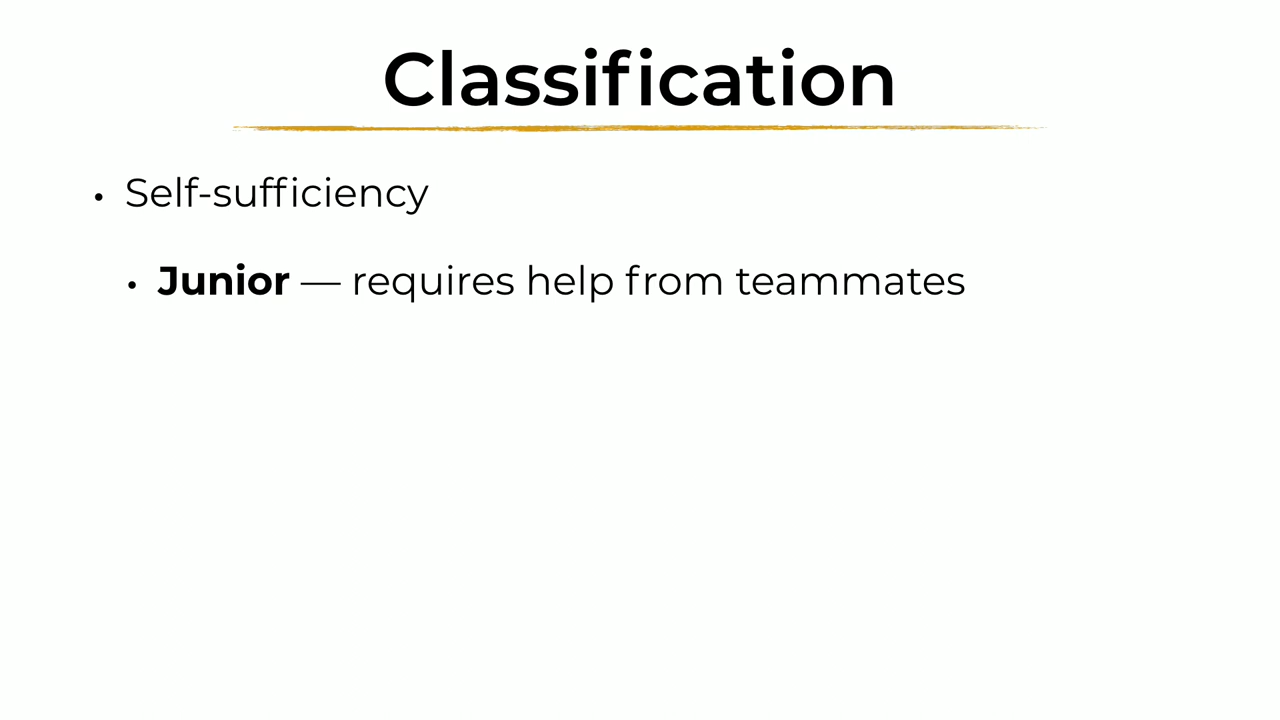 Classification
• Self-sufficiency
• Junior — requires help from teammates